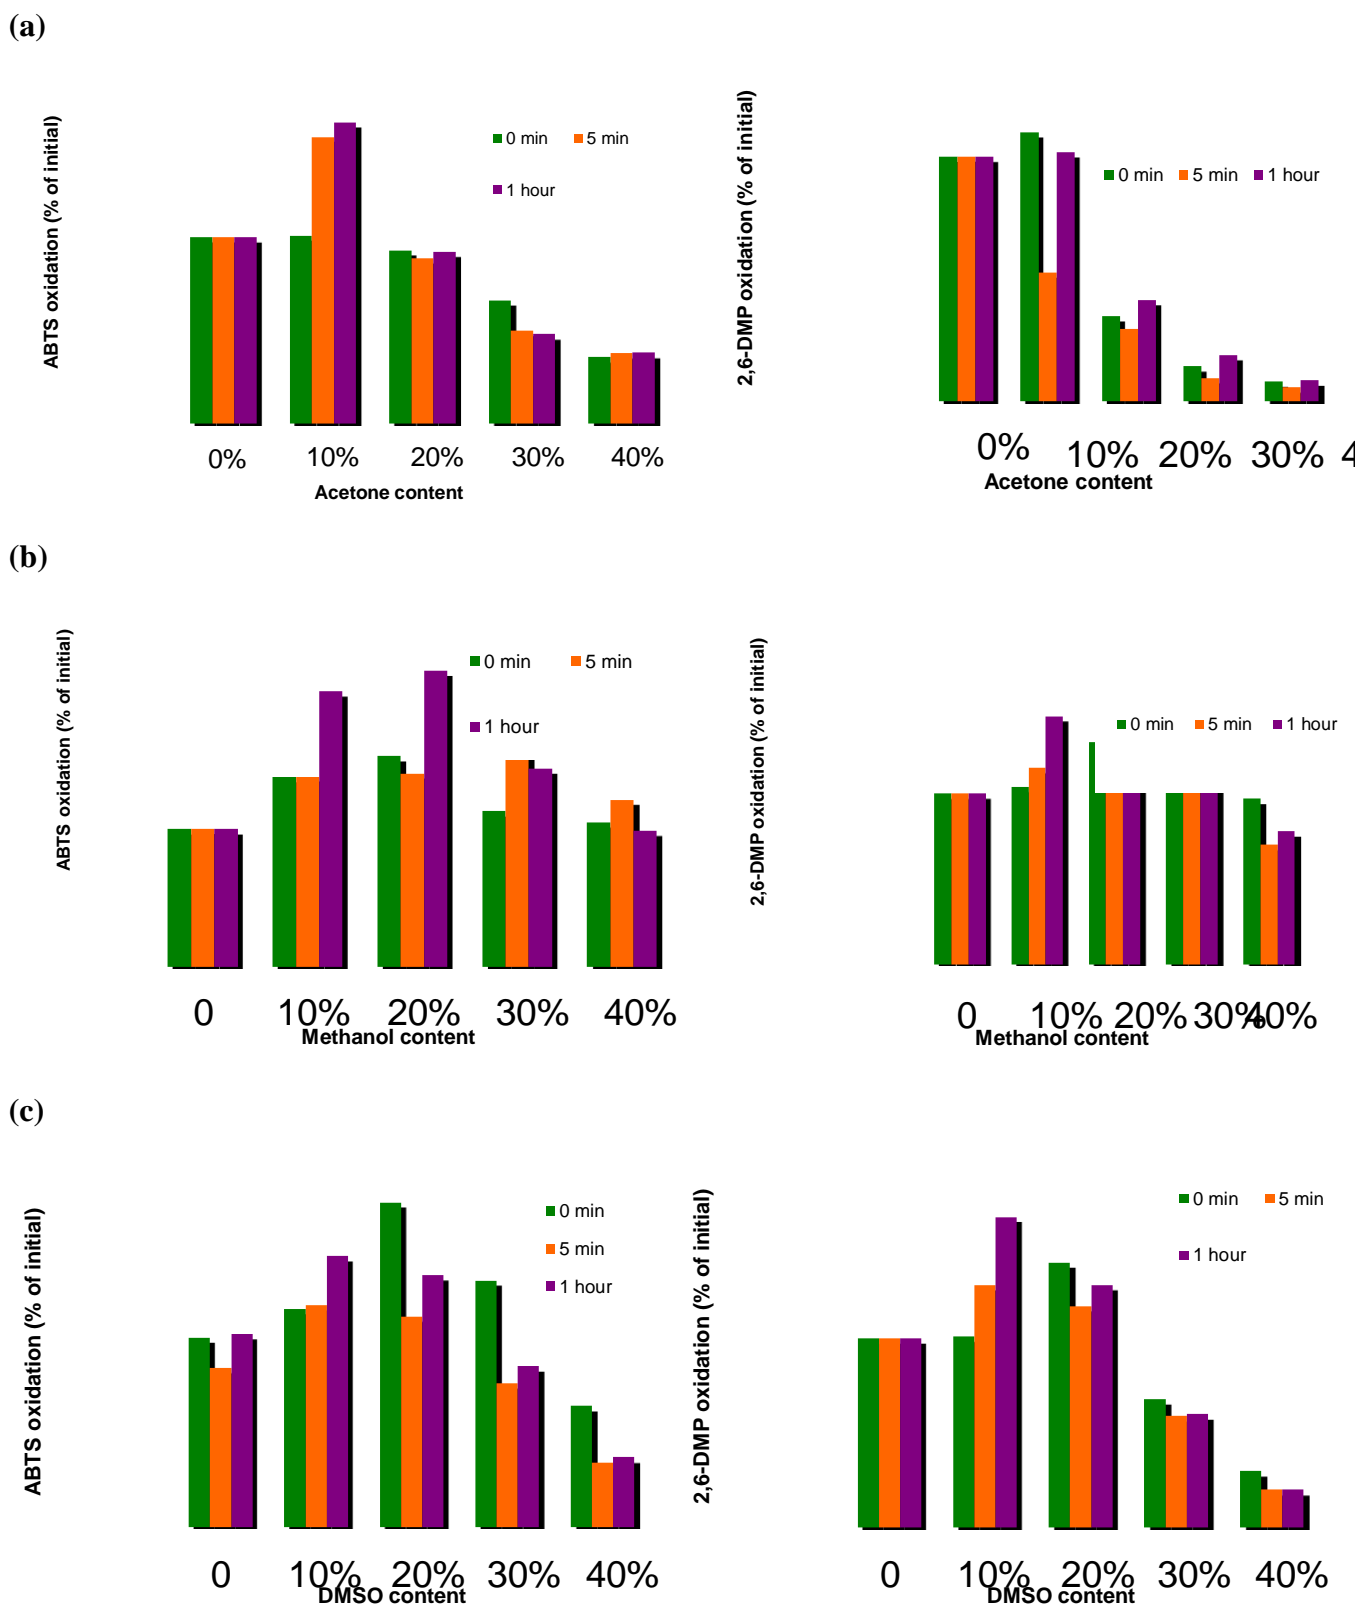 (a)
ABTS oxidation (% of initial)
0 min 5 min
1 hour
0% 10% 20% 30% 40%
Acetone content
2,6-DMP oxidation (% of initial)
0 min 5 min 1 hour
0% 10% 20% 30% 4
Acetone content
(b)
ABTS oxidation (% of initial)
0 min 5 min
1 hour
0 10% 20% 30% 40%
Methanol content
2,6-DMP oxidation (% of initial)
0 min 5 min 1 hour
0 10% 20% 30% 40%
Methanol content
(c)
ABTS oxidation (% of initial)
0 min
5 min
1 hour
0 10% 20% 30% 40%
DMSO content
2,6-DMP oxidation (% of initial)
0 min 5 min
1 hour
0 10% 20% 30% 40%
DMSO content